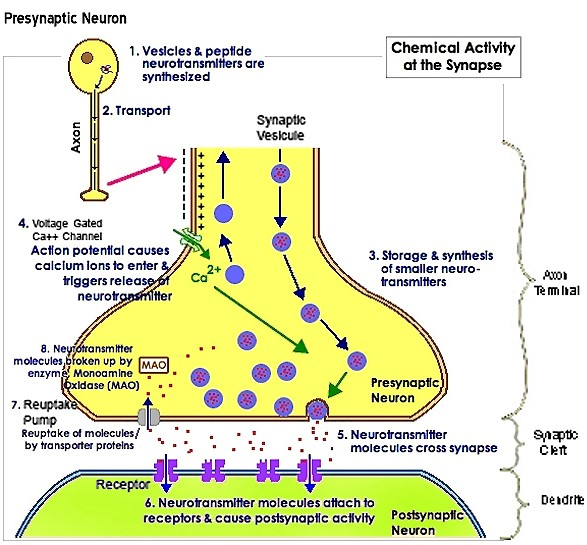 Presynaptic Neuron
1. Vesicles & peptide
neurotransmitters are
synthesized
Chemical Activity
at the Synapse
2. Transport
Axon
Synaptic
Vesicule
4. Voltage Gated
Ca++ Channel
Action potential causes
calcium ions to enter &
triggers release of
neurotransmitter
+
+
+
+
+
+
+
+
+
Ca2+
3. Storage & synthesis
of smaller neuro-
transmitters
Axon
Terminal
8. Neurotransmitter
molecules broken up by
enzyme, Monoamine
Oxidase (MAO)
MAO
Presynaptic
Neuron
7. Reuptake
Pump
Reuptake of molecules
by transporter proteins
5. Neurotransmitter
molecules cross synapse
Synaptic
Cleft
Receptor
6. Neurotransmitter molecules attach to
receptors & cause postsynaptic activity
Postsynaptic
Neuron
Dendrite